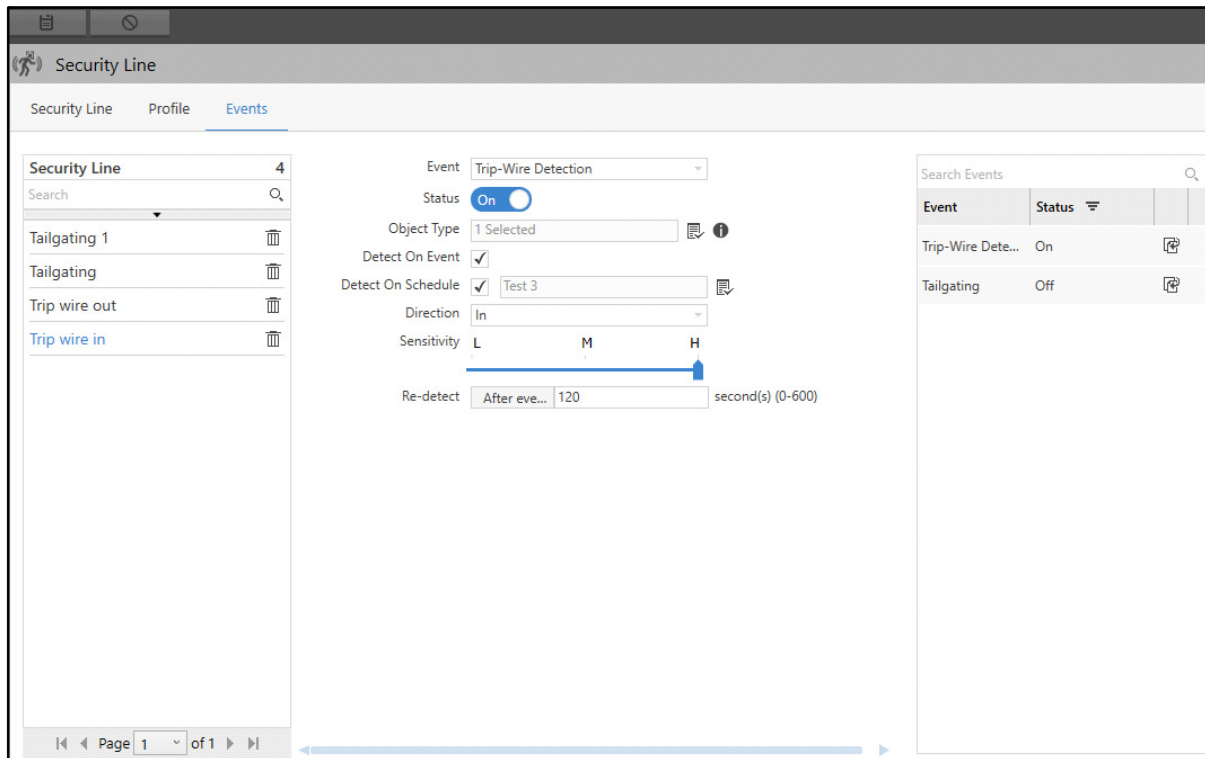 Security Line
Security Line Profile Events
Security Line 4
Search
Tailgating 1
Tailgating
Trip wire out
Trip wire in
Page 1 of 1
Event Trip-Wire Detection
Status On
Object Type 1 Selected
Detect On Event
Detect On Schedule Test 3
Direction In
Sensitivity L M H
Re-detect After eve... 120 second(s) (0-600)
Search Events
Event Status
Trip-Wire Dete... On
Tailgating Off